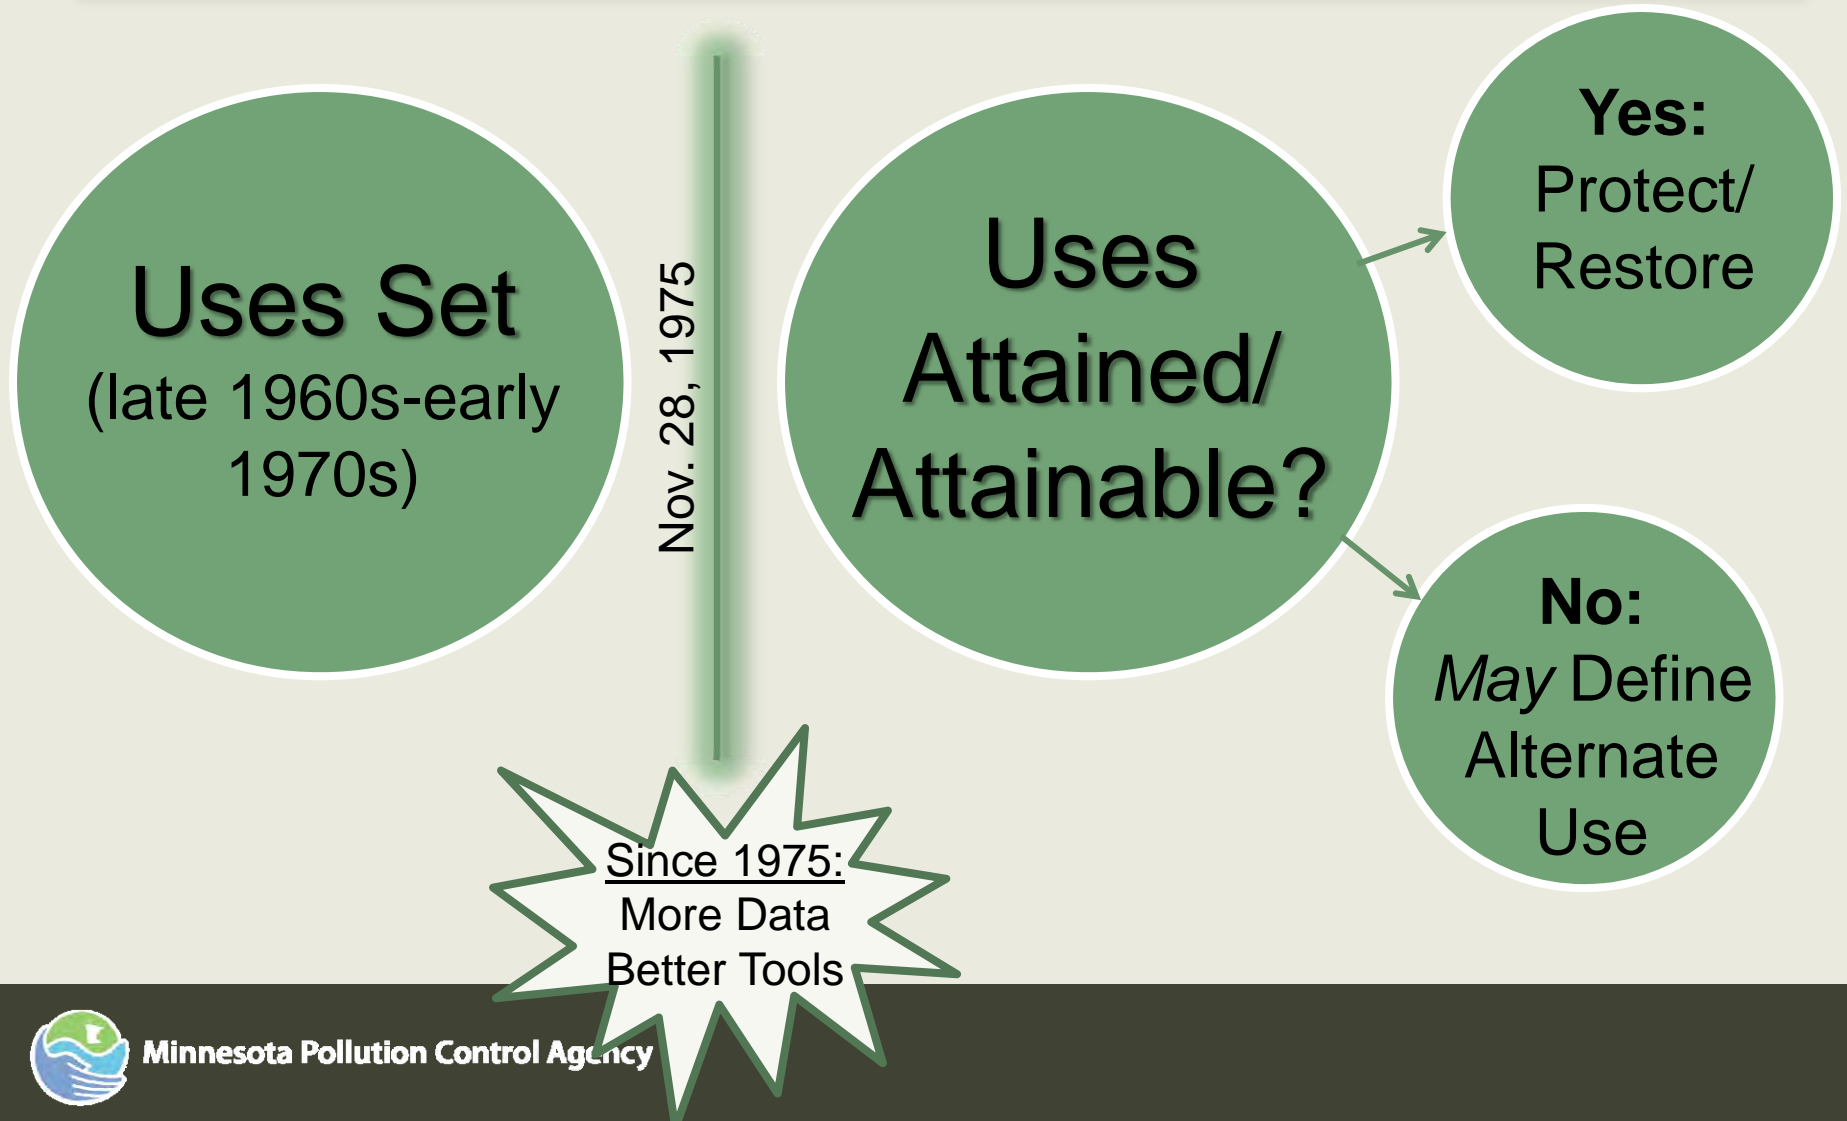 Uses Set
(late 1960s-early
1970s)
Nov. 28, 1975
Uses
Attained/
Attainable?
Yes:
Protect/
Restore
No:
May Define
Alternate
Use
Since 1975:
More Data
Better Tools
Minnesota Pollution Control Agency